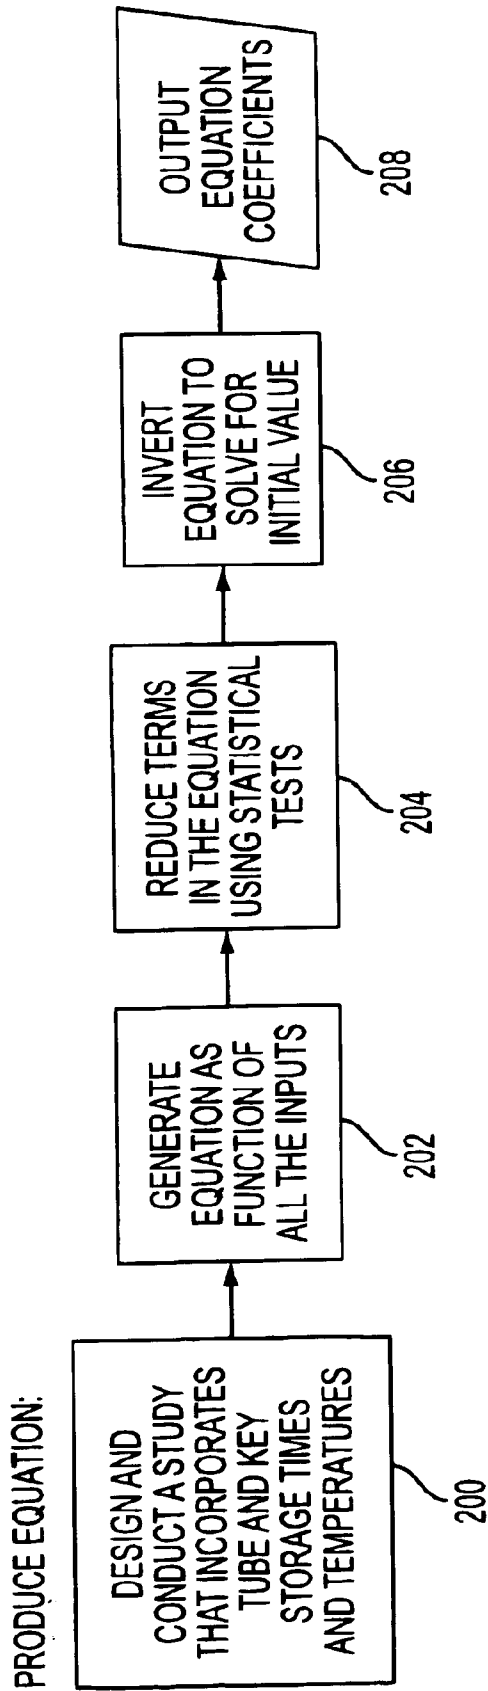 PRODUCE EQUATION:
DESIGN AND
CONDUCT A STUDY
THAT INCORPORATES
TUBE AND KEY
STORAGE TIMES
AND TEMPERATURES
200
GENERATE
EQUATION AS
FUNCTION OF
ALL THE INPUTS
202
REDUCE TERMS
IN THE EQUATION
USING STATISTICAL
TESTS
204
INVERT
EQUATION TO
SOLVE FOR
INITIAL VALUE
206
OUTPUT
EQUATION
COEFFICIENTS
208